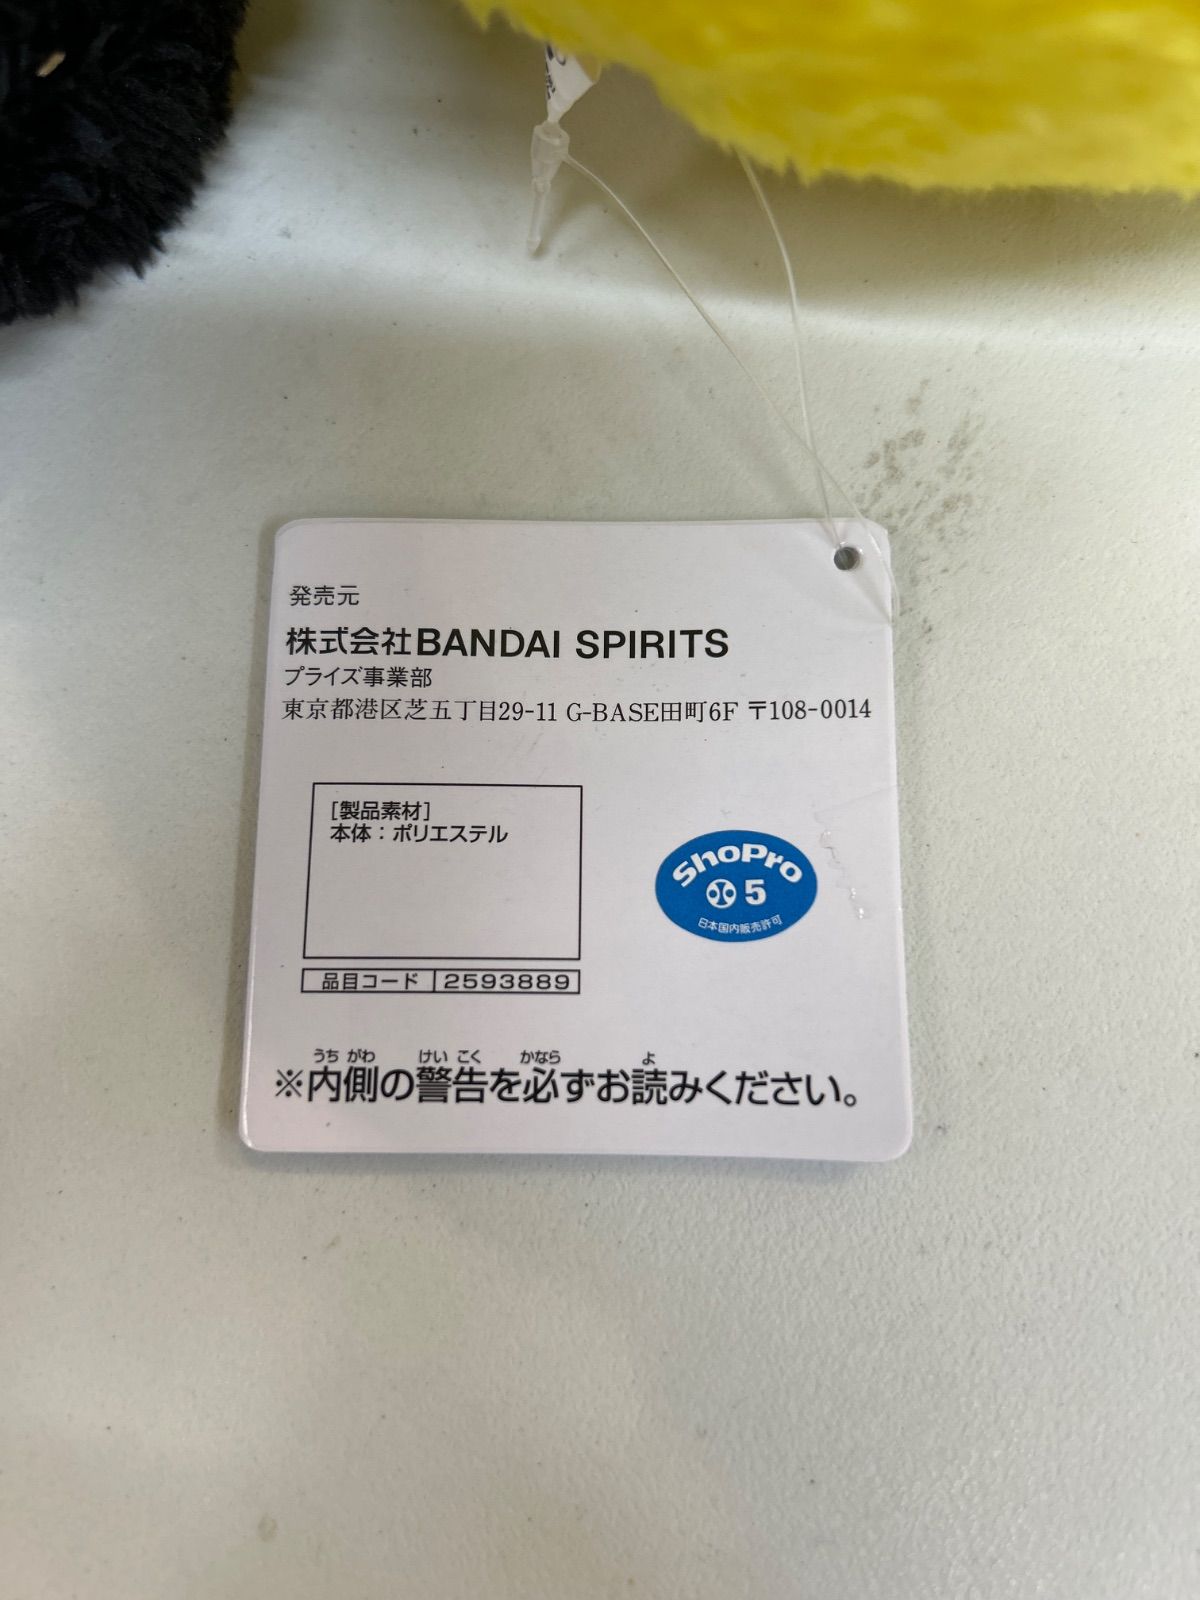 発売元
株式会社BANDAI SPIRITS
プライズ事業部
東京都港区芝五丁目29-11 G-BASE田町6F 〒108-0014
[製品素材]
本体：ポリエステル
ShoPro
5
日本国内販売許可
品目コード 2593889
うち がわ けい こく かなら よ
※内側の警告を必ずお読みください。